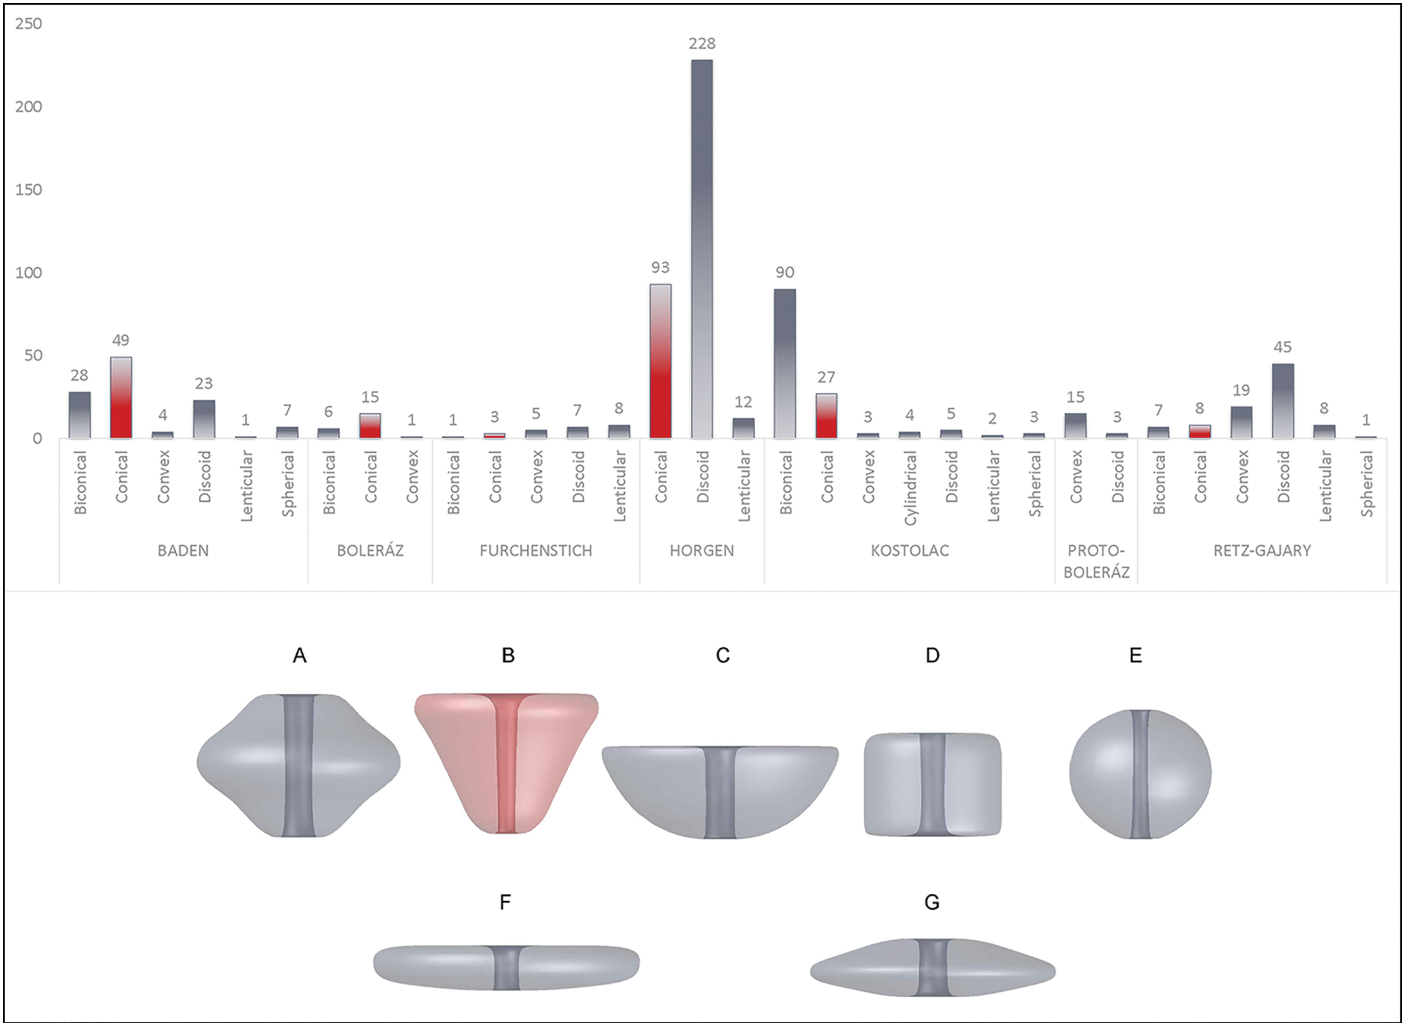 250
200
150
100
50
0
28 49 4 23 1 7 6 15 1 1 3 5 7 8 93 228 12 90 27 3 4 5 2 3 15 3 7 8 19 45 8 1
Biconical Conical Convex Discoid Lenticular Spherical Biconical Conical Convex Biconical Conical Convex Discoid Lenticular Conical Discoid Lenticular Biconical Conical Convex Cylindrical Discoid Lenticular Spherical Convex Discoid Biconical Conical Convex Discoid Lenticular Spherical
BADEN BOLERÁZ FURCHENSTICH HORGEN KOSTOLAC PROTO- RETZ-GAJARY
BOLERÁZ
A B C D E
F G